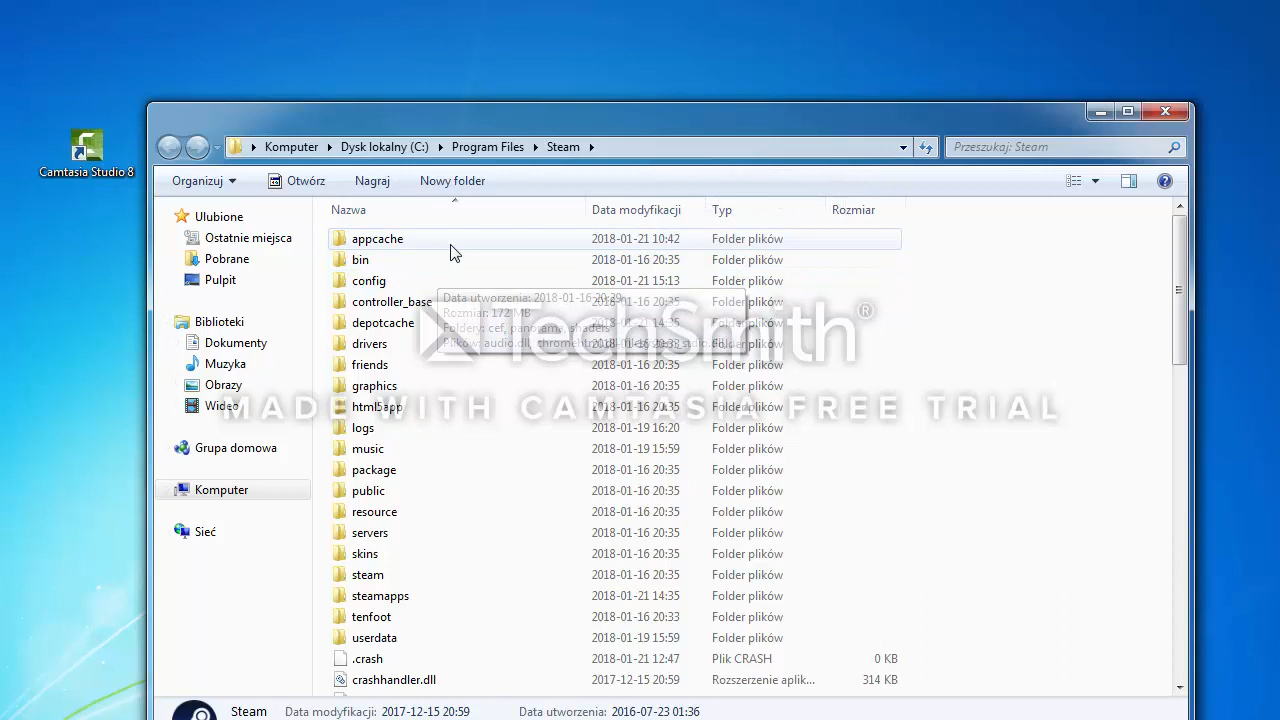 Camtasia Studio 8
Komputer
Dysk lokalny (C:)
Program Files
Steam
Przeszukaj: Steam
Organizuj
Otwórz
Nagraj
Nowy folder
Nazwa
Data modyfikacji
Typ
Rozmiar
Ulubione
Ostatnie miejsca
Pobrane
Pulpit
Biblioteki
Dokumenty
Muzyka
Obrazy
Wideo
Grupa domowa
Komputer
Sieć
appcache 2018-01-21 10:42 Folder plików
bin 2018-01-16 20:35 Folder plików
config 2018-01-21 15:13 Folder plików
controller_base 2018-01-16 20:35 Folder plików
depotcache 2018-01-21 14:35 Folder plików
drivers 2018-01-16 20:33 Folder plików
friends 2018-01-16 20:35 Folder plików
graphics 2018-01-16 20:35 Folder plików
html5app 2018-01-16 20:35 Folder plików
logs 2018-01-19 16:20 Folder plików
music 2018-01-19 15:59 Folder plików
package 2018-01-16 20:35 Folder plików
public 2018-01-16 20:35 Folder plików
resource 2018-01-16 20:35 Folder plików
servers 2018-01-16 20:35 Folder plików
skins 2018-01-16 20:35 Folder plików
steam 2018-01-16 20:35 Folder plików
steamapps 2018-01-21 14:35 Folder plików
tenfoot 2018-01-16 20:33 Folder plików
userdata 2018-01-19 15:59 Folder plików
.crash 2018-01-21 12:47 Plik CRASH 0 KB
crashhandler.dll 2017-12-15 20:59 Rozszerzenie aplik... 314 KB
Data utworzenia: 2018-01-16 20:29
Rozmiar: 172 MB
Foldery: cef, panorama, shaders
Plików: audio.dll,
TechSmith®
MADE WITH CAMTASIA FREE TRIAL
Steam Data modyfikacji: 2017-12-15 20:59 Data utworzenia: 2016-07-23 01:36